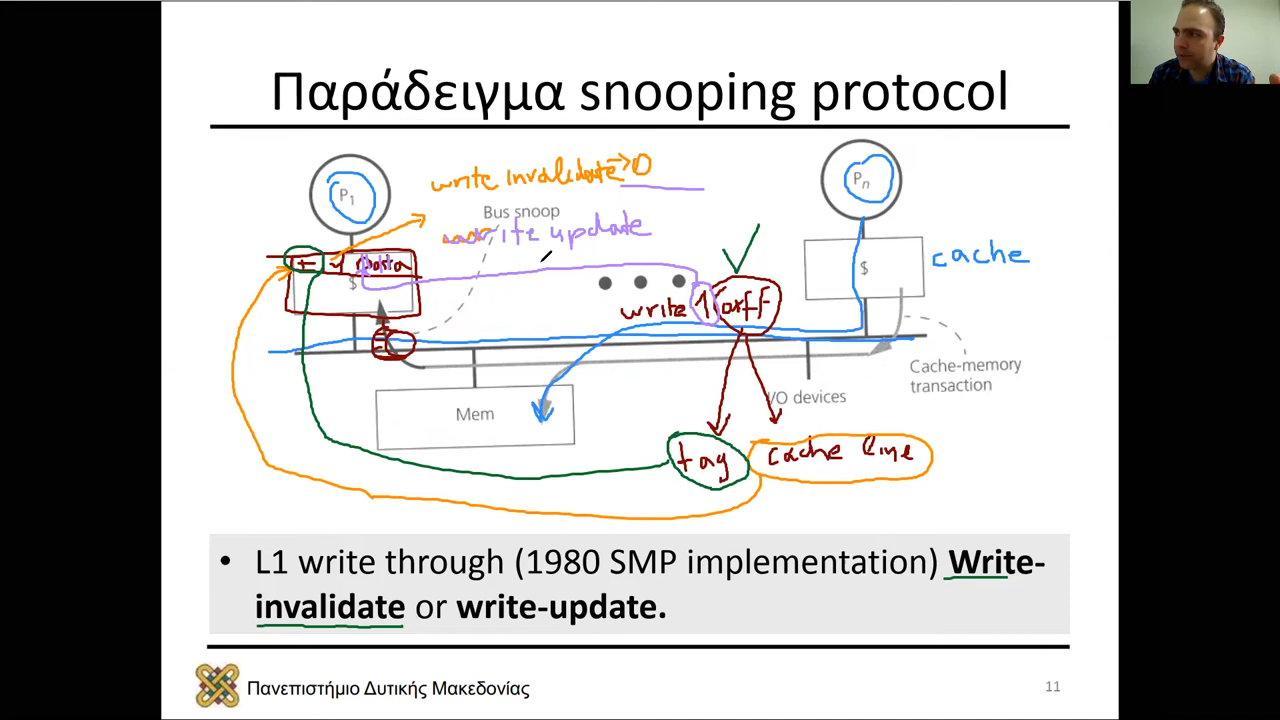 Παράδειγμα snooping protocol
write invalidate → 0
P1
Pn
Bus snoop
write update
t v data
$
$
cache
write 1 0xff
Cache-memory
transaction
I/O devices
Mem
tag
cache line
• L1 write through (1980 SMP implementation) Write-
invalidate or write-update.
Πανεπιστήμιο Δυτικής Μακεδονίας
11